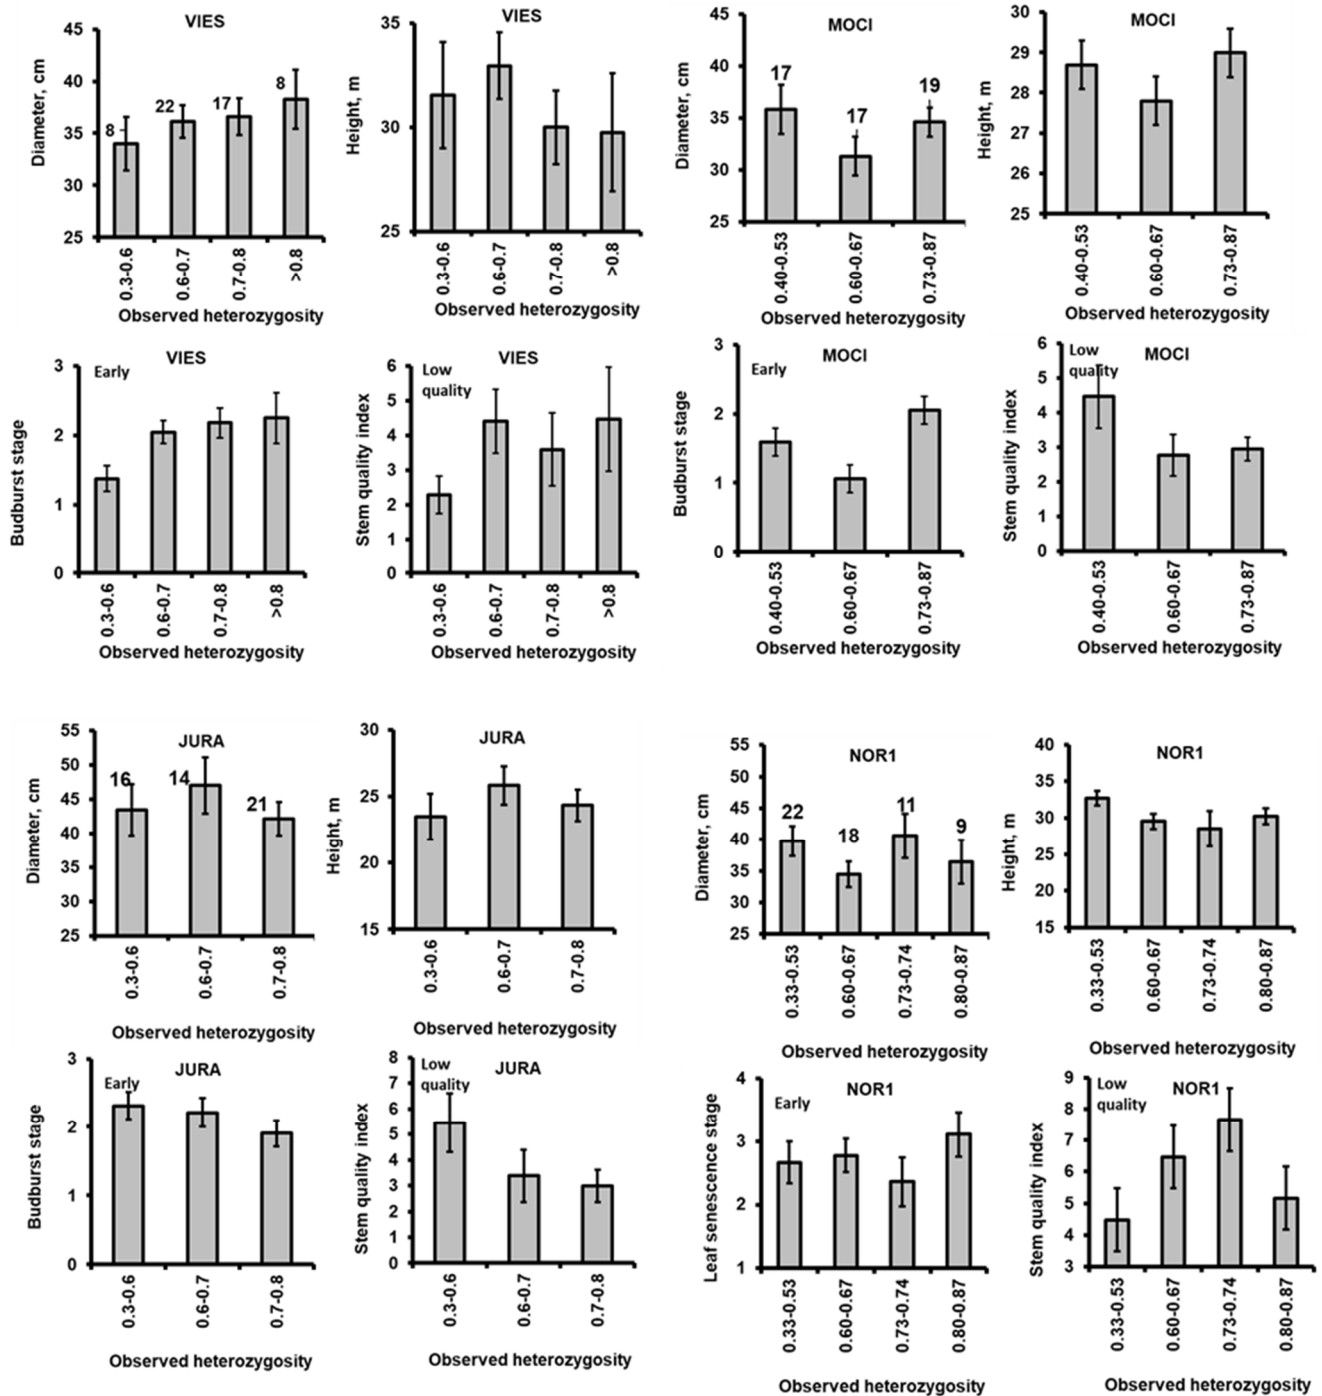 VIES
Diameter, cm
45
40
35
30
25
8
22
17
8
0.3-0.6
0.6-0.7
0.7-0.8
>0.8
Observed heterozygosity
VIES
Height, m
35
30
25
0.3-0.6
0.6-0.7
0.7-0.8
>0.8
Observed heterozygosity
MOCI
Diameter, cm
45
40
35
30
25
17
17
19
0.40-0.53
0.60-0.67
0.73-0.87
Observed heterozygosity
MOCI
Height, m
30
29
28
27
26
25
0.40-0.53
0.60-0.67
0.73-0.87
Observed heterozygosity
VIES
Early
Budburst stage
3
2
1
0
0.3-0.6
0.6-0.7
0.7-0.8
>0.8
Observed heterozygosity
VIES
Low
quality
Stem quality index
6
5
4
3
2
1
0
0.3-0.6
0.6-0.7
0.7-0.8
>0.8
Observed heterozygosity
MOCI
Early
Budburst stage
3
2
1
0
0.40-0.53
0.60-0.67
0.73-0.87
Observed heterozygosity
MOCI
Low
quality
Stem quality index
6
5
4
3
2
1
0
0.40-0.53
0.60-0.67
0.73-0.87
Observed heterozygosity
JURA
Diameter, cm
55
50
45
40
35
30
25
16
14
21
0.3-0.6
0.6-0.7
0.7-0.8
Observed heterozygosity
JURA
Height, m
30
25
20
15
0.3-0.6
0.6-0.7
0.7-0.8
Observed heterozygosity
NOR1
Diameter, cm
55
50
45
40
35
30
25
22
18
11
9
0.33-0.53
0.60-0.67
0.73-0.74
0.80-0.87
Observed heterozygosity
NOR1
Height, m
40
35
30
25
20
15
0.33-0.53
0.60-0.67
0.73-0.74
0.80-0.87
Observed heterozygosity
JURA
Early
Budburst stage
3
2
1
0
0.3-0.6
0.6-0.7
0.7-0.8
Observed heterozygosity
JURA
Low
quality
Stem quality index
8
7
6
5
4
3
2
1
0
0.3-0.6
0.6-0.7
0.7-0.8
Observed heterozygosity
NOR1
Early
Leaf senescence stage
4
3
2
1
0.33-0.53
0.60-0.67
0.73-0.74
0.80-0.87
Observed heterozygosity
NOR1
Low
quality
Stem quality index
9
8
7
6
5
4
3
0.33-0.53
0.60-0.67
0.73-0.74
0.80-0.87
Observed heterozygosity